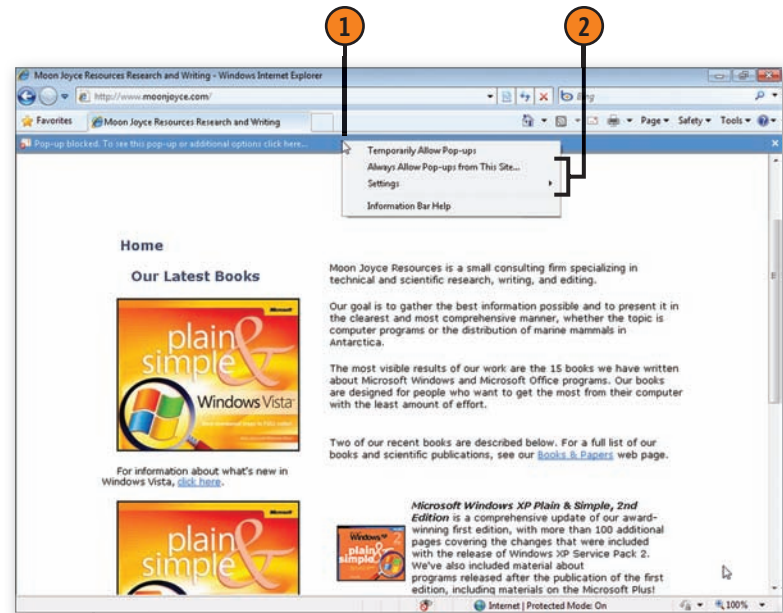 1
2
Moon Joyce Resources Research and Writing - Windows Internet Explorer
http://www.moonjoyce.com/
Bing
Favorites
Moon Joyce Resources Research and Writing
Page
Safety
Tools
Pop-up blocked. To see this pop-up or additional options click here...
Temporarily Allow Pop-ups
Always Allow Pop-ups from This Site...
Settings
Information Bar Help
Home
Our Latest Books
Microsoft
plain&
simple
Windows Vista
For information about what's new in
Windows Vista, click here.
plain&
simple
Moon Joyce Resources is a small consulting firm specializing in
technical and scientific research, writing, and editing.
Our goal is to gather the best information possible and to present it in
the clearest and most comprehensive manner, whether the topic is
computer programs or the distribution of marine mammals in
Antarctica.
The most visible results of our work are the 15 books we have written
about Microsoft Windows and Microsoft Office programs. Our books
are designed for people who want to get the most from their computer
with the least amount of effort.
Two of our recent books are described below. For a full list of our
books and scientific publications, see our Books & Papers web page.
Windows XP 2
plain&
simple
Microsoft Windows XP Plain & Simple, 2nd
Edition is a comprehensive update of our award-
winning first edition, with more than 100 additional
pages covering the changes that were included
with the release of Windows XP Service Pack 2.
We've also included material about
programs released after the publication of the first
edition, including materials on the Microsoft Plus!
Internet | Protected Mode: On
100%